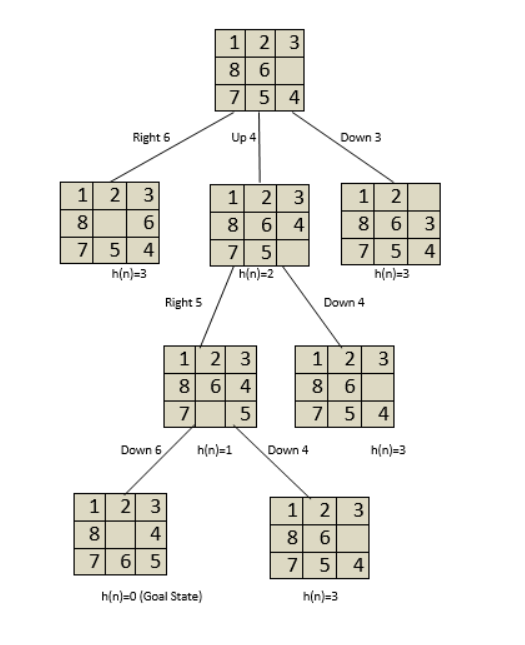 1 2 3
8 6
7 5 4
Right 6 Up 4 Down 3
1 2 3 1 2 3 1 2
8 6 8 6 4 8 6 3
7 5 4 7 5 7 5 4
h(n)=3 h(n)=2 h(n)=3
Right 5 Down 4
1 2 3 1 2 3
8 6 4 8 6
7 5 7 5 4
Down 6 h(n)=1 Down 4 h(n)=3
1 2 3 1 2 3
8 4 8 6
7 6 5 7 5 4
h(n)=0 (Goal State) h(n)=3